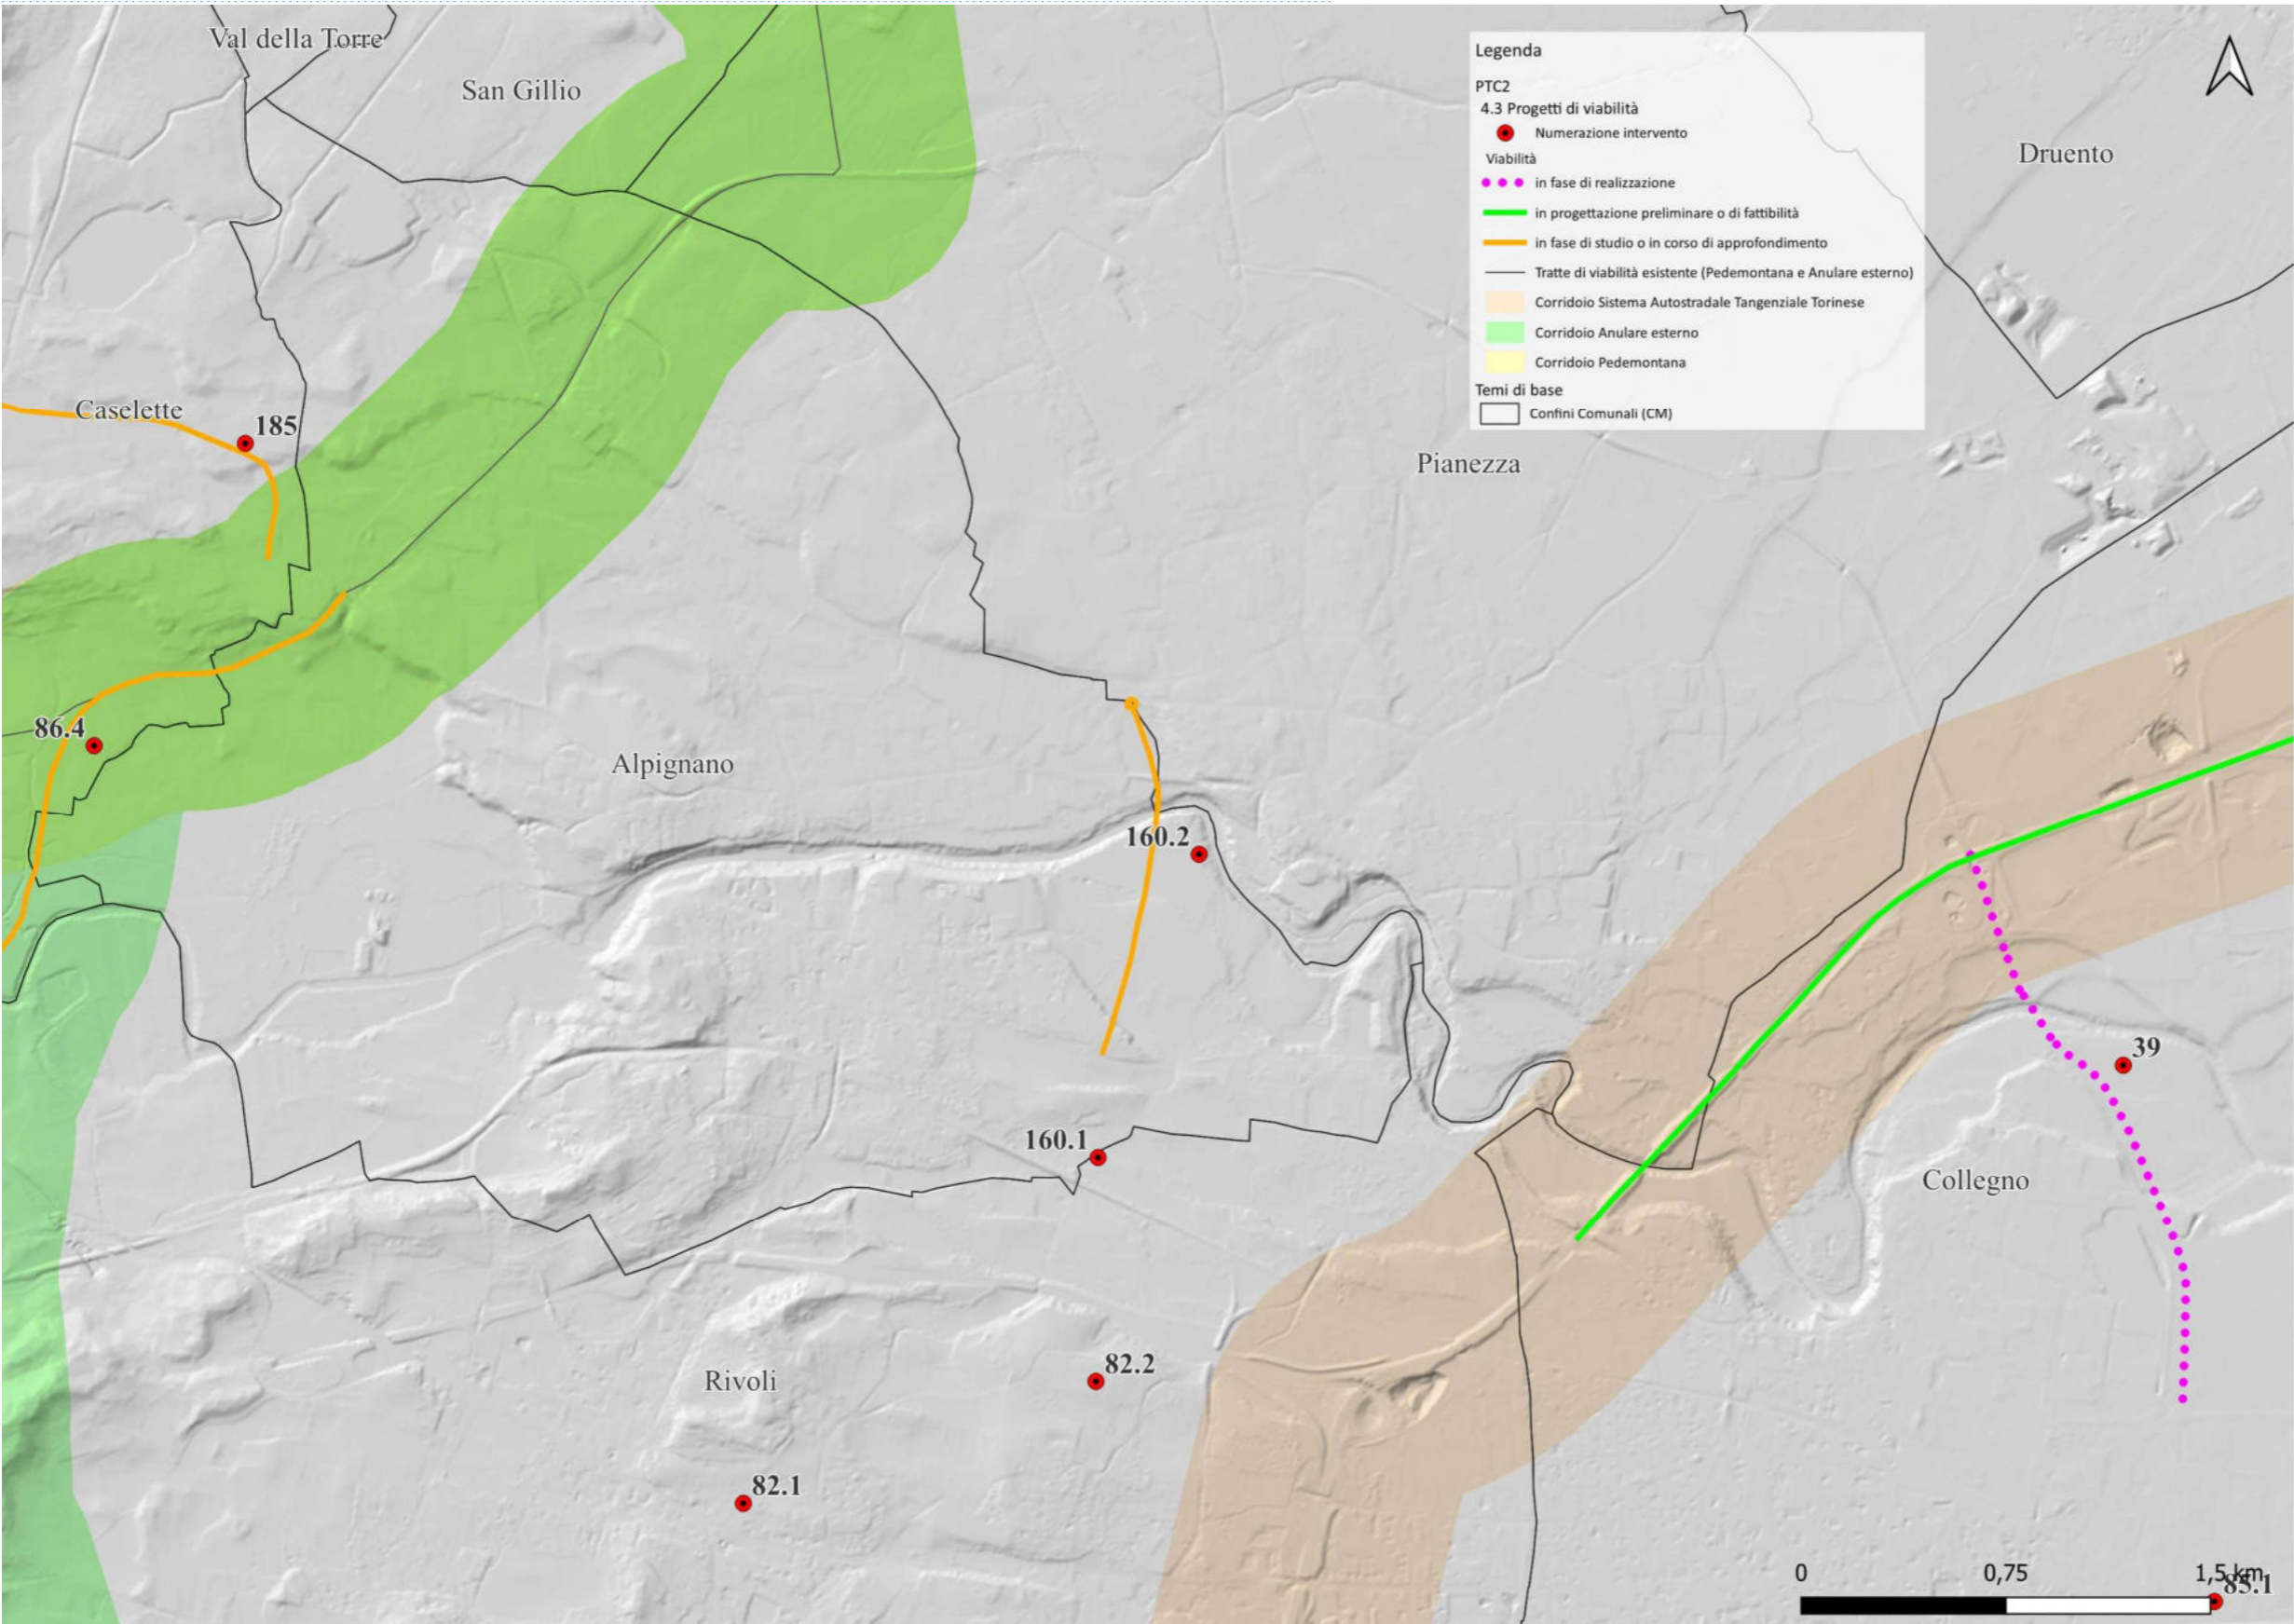 Val della Torre
San Gillio
Legenda
PTC2
4.3 Progetti di viabilità
Numerazione intervento
Viabilità
in fase di realizzazione
in progettazione preliminare o di fattibilità
in fase di studio o in corso di approfondimento
Tratte di viabilità esistente (Pedemontana e Anulare esterno)
Corridoio Sistema Autostradale Tangenziale Torinese
Corridoio Anulare esterno
Corridoio Pedemontana
Temi di base
Confini Comunali (CM)
Druento
Caselette
185
Pianezza
86.4
Alpignano
160.2
39
160.1
Collegno
82.2
Rivoli
82.1
0 0,75 1,5 km
85.1